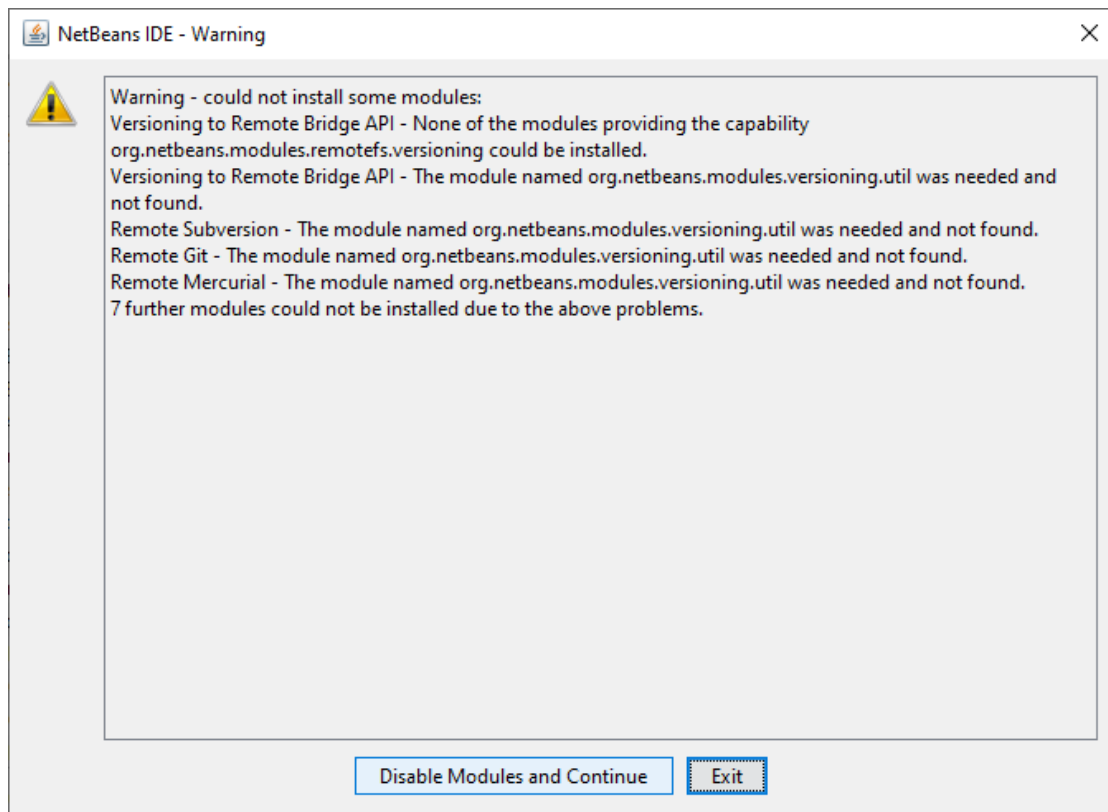 NetBeans IDE - Warning
Warning - could not install some modules:
Versioning to Remote Bridge API - None of the modules providing the capability
org.netbeans.modules.remotefs.versioning could be installed.
Versioning to Remote Bridge API - The module named org.netbeans.modules.versioning.util was needed and
not found.
Remote Subversion - The module named org.netbeans.modules.versioning.util was needed and not found.
Remote Git - The module named org.netbeans.modules.versioning.util was needed and not found.
Remote Mercurial - The module named org.netbeans.modules.versioning.util was needed and not found.
7 further modules could not be installed due to the above problems.
Disable Modules and Continue
Exit